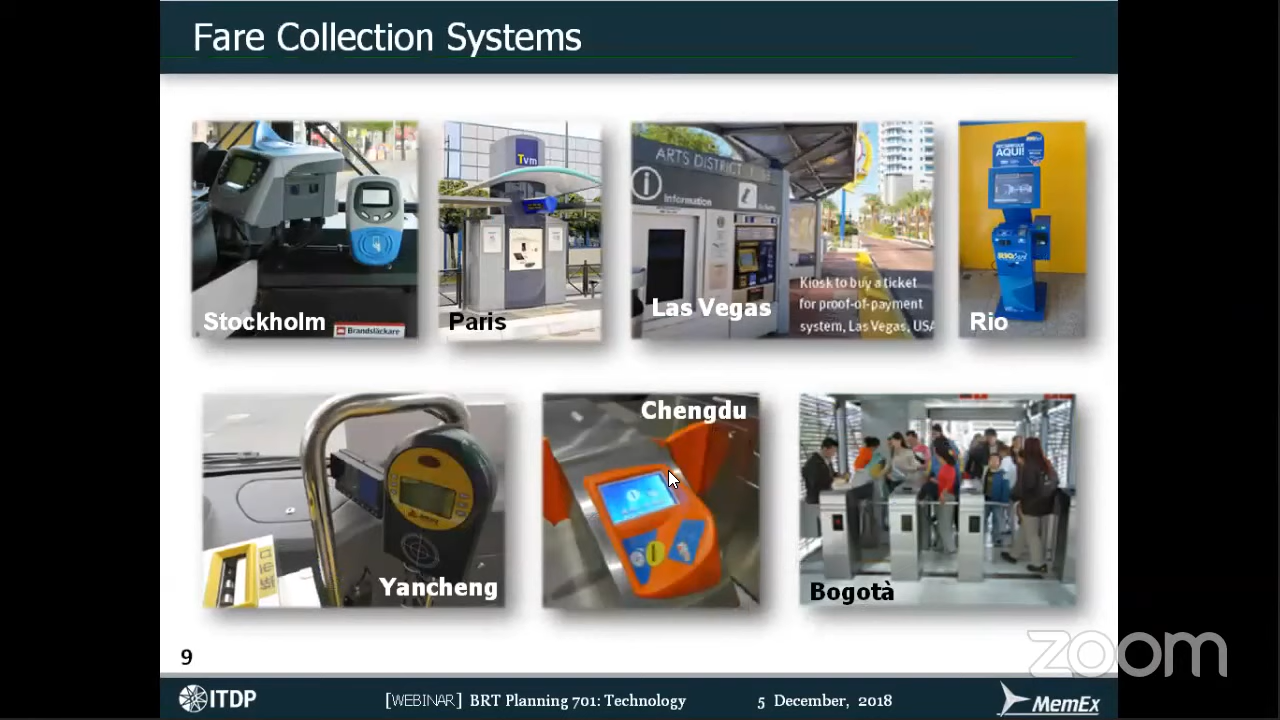 Fare Collection Systems
Stockholm
Brandsläckare
Tvm
Paris
ARTS DISTRICT
Information
Las Vegas
Kiosk to buy a ticket
for proof-of-payment
system, Las Vegas, USA
AQUI!
Rio
Yancheng
Chengdu
Bogotà
9
zoom
ITDP
[WEBINAR] BRT Planning 701: Technology
5 December, 2018
MemEx